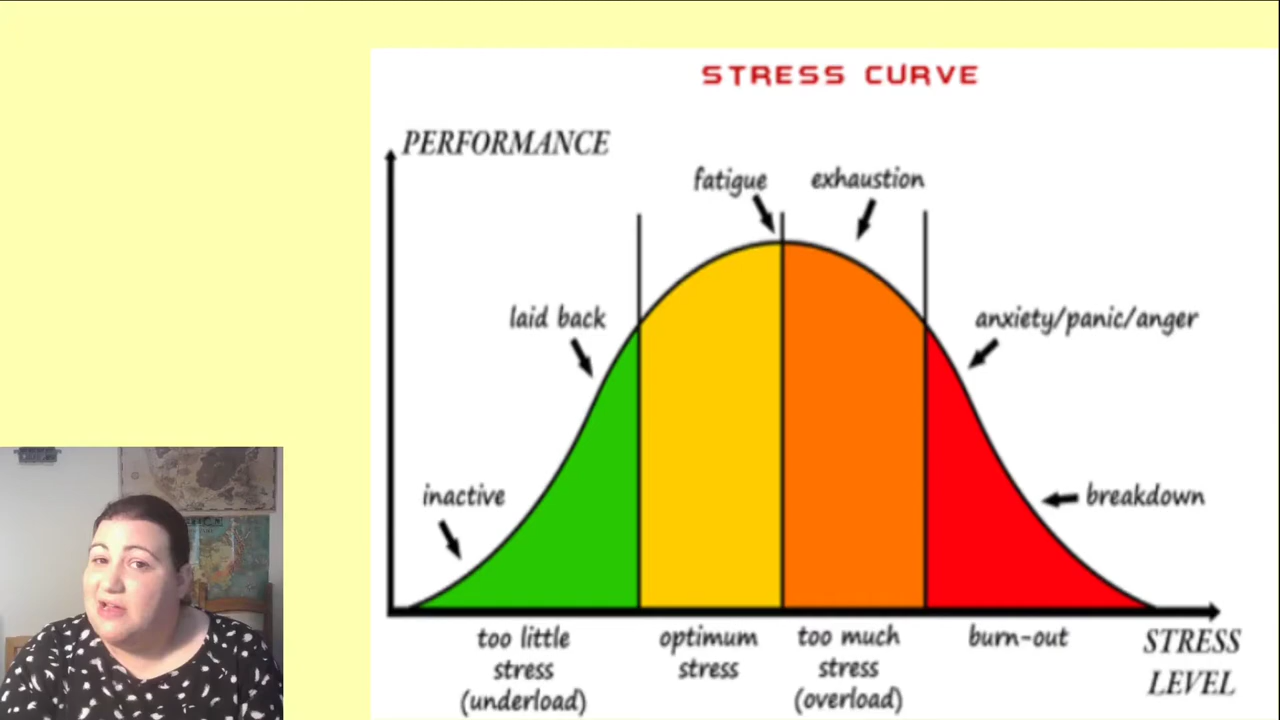 STRESS CURVE
PERFORMANCE
fatigue
exhaustion
laid back
anxiety/panic/anger
inactive
breakdown
too little
stress
(underload)
optimum
stress
too much
stress
(overload)
burn-out
STRESS
LEVEL